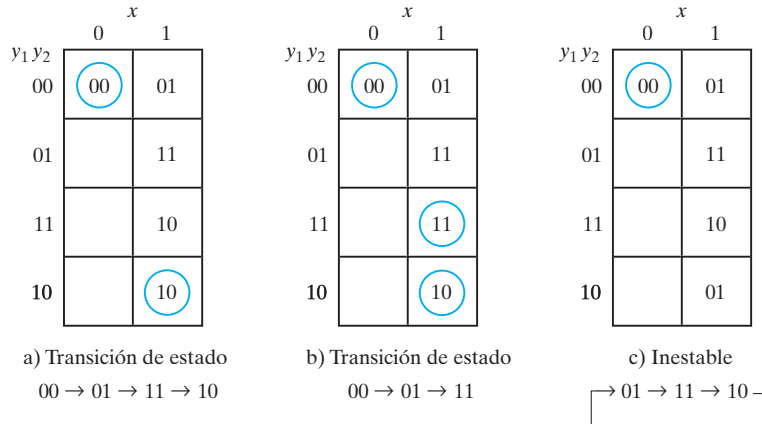 x x x
0 1 0 1 0 1
y1 y2 y1 y2 y1 y2
00 00 01 00 00 01 00 00 01
01 11 01 11 01 11
11 10 11 11 11 10
10 10 10 10 10 01
a) Transición de estado b) Transición de estado c) Inestable
00 → 01 → 11 → 10 00 → 01 → 11 → 01 → 11 → 10